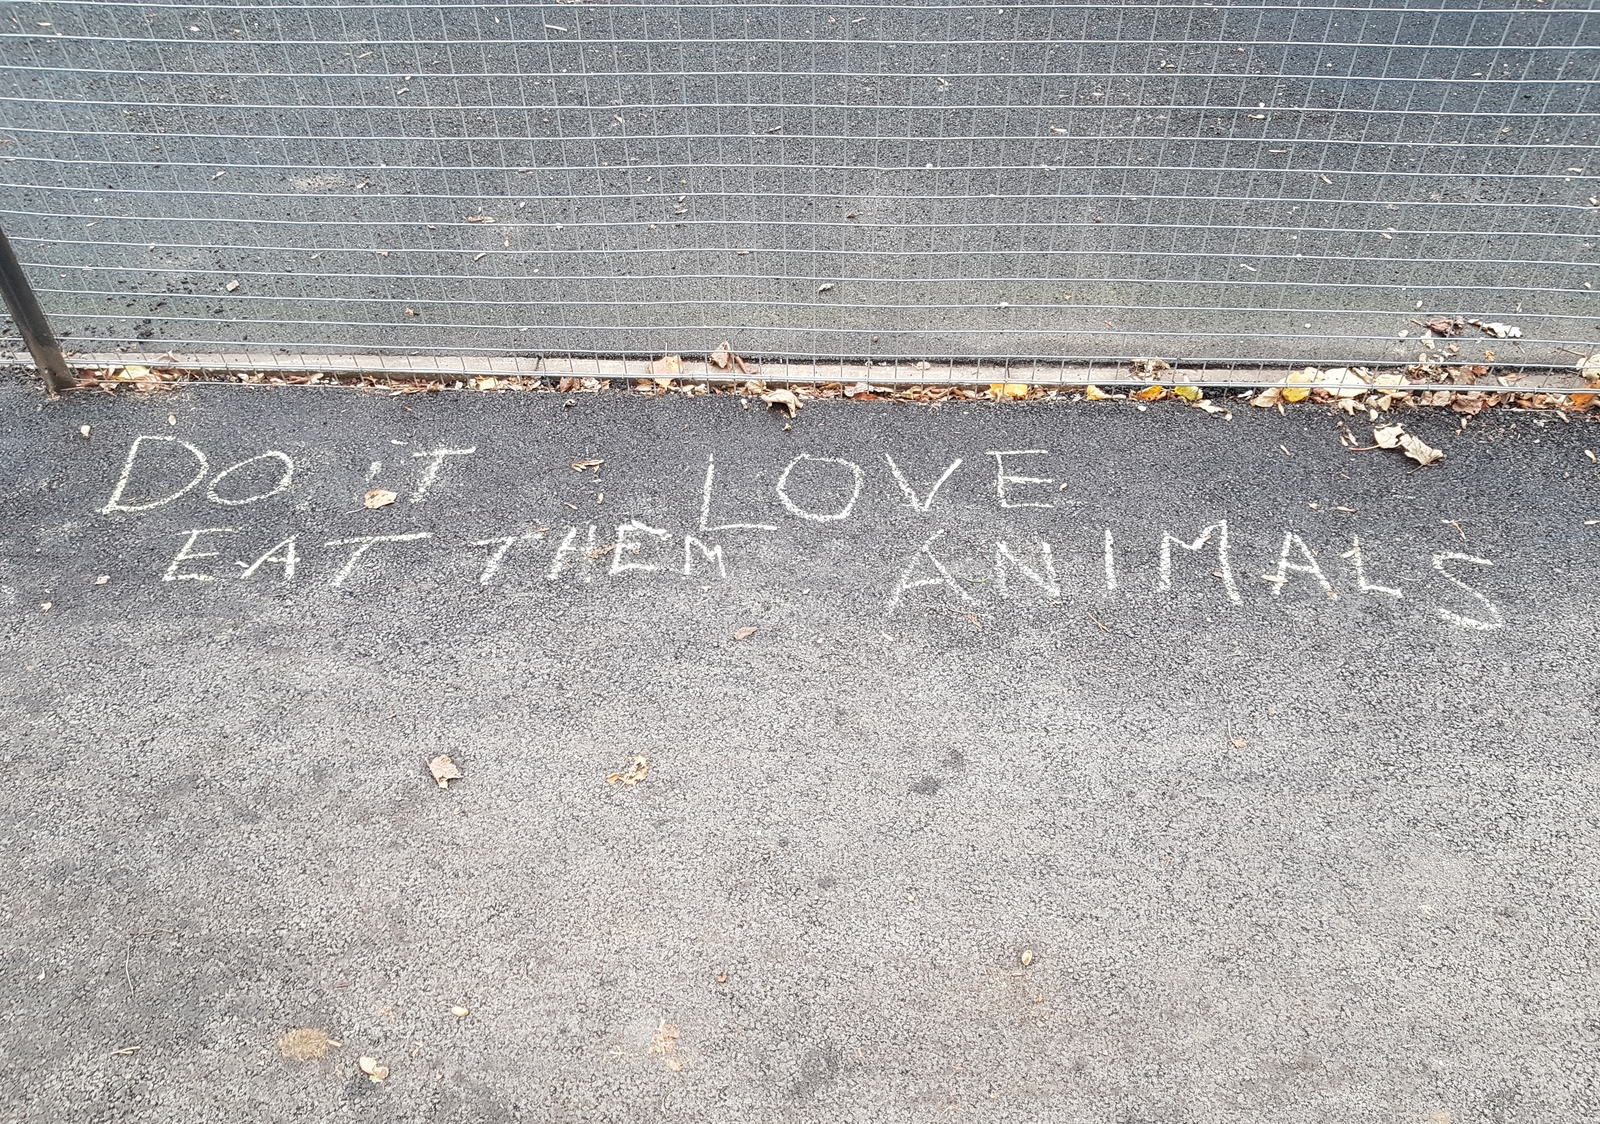 DO 'T
EAT THEM
LOVE
ANIMALS